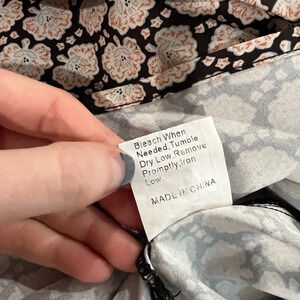 Bleach When
Needed,Tumble
Dry Low,Remove
Promptly,Iron
Low.
MADE IN CHINA